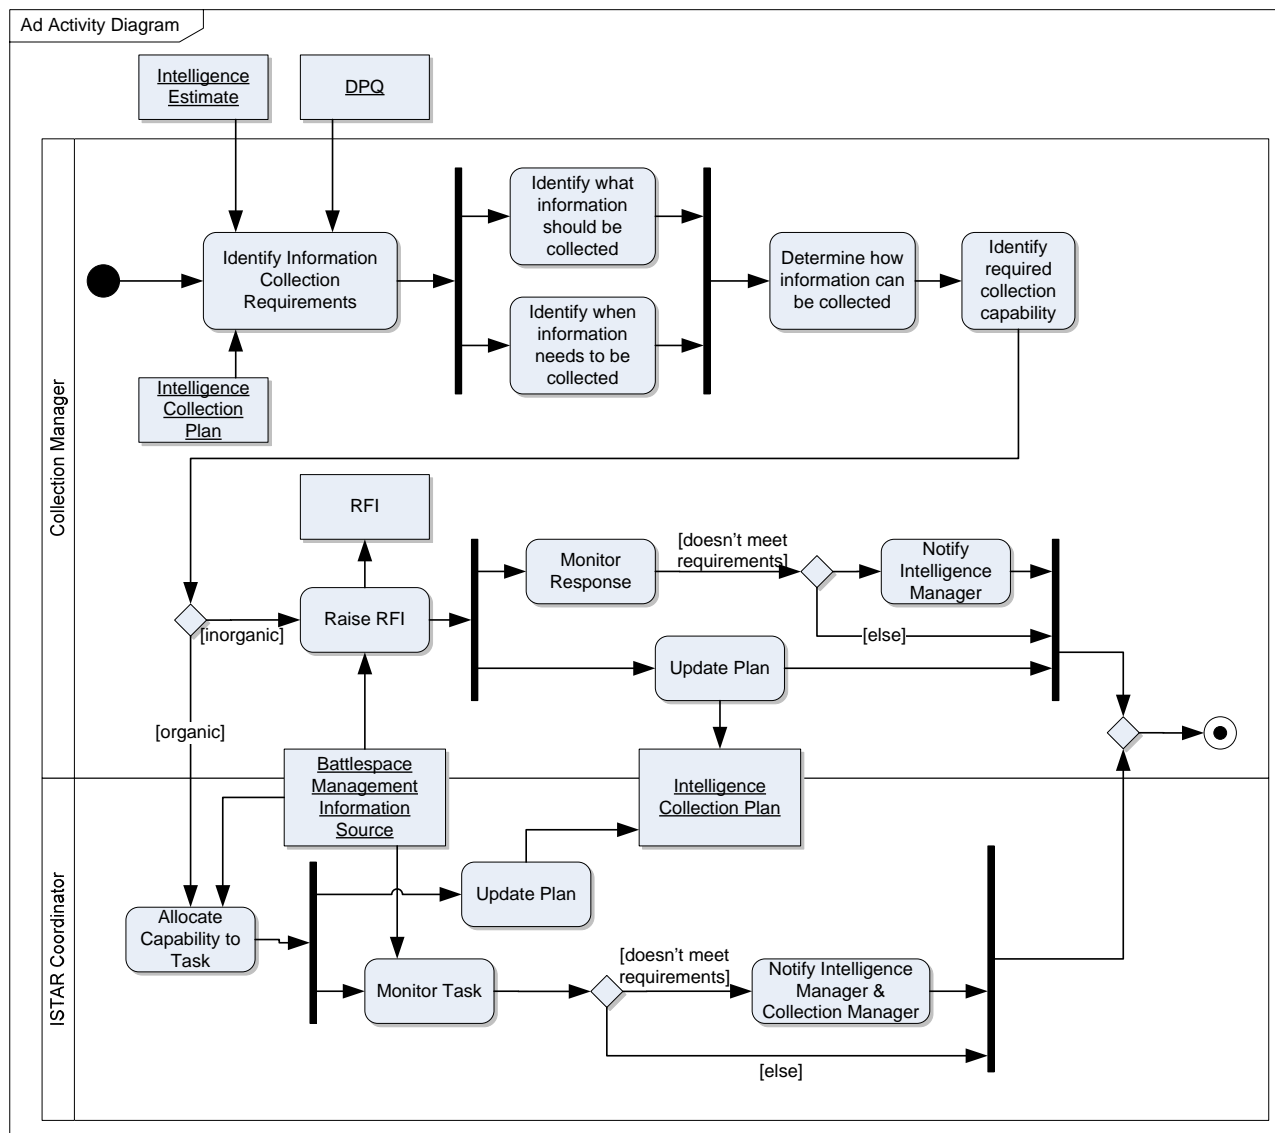 Ad Activity Diagram
Intelligence
Estimate
DPQ
Collection Manager
Identify Information
Collection
Requirements
Identify what
information
should be
collected
Identify when
information
needs to be
collected
Determine how
information can
be collected
Identify
required
collection
capability
Intelligence
Collection
Plan
RFI
[inorganic]
Raise RFI
Monitor
Response
[doesn't meet
requirements]
Notify
Intelligence
Manager
[else]
Update Plan
[organic]
Battlespace
Management
Information
Source
Intelligence
Collection Plan
ISTAR Coordinator
Allocate
Capability to
Task
Update Plan
Monitor Task
[doesn't meet
requirements]
Notify Intelligence
Manager &
Collection Manager
[else]